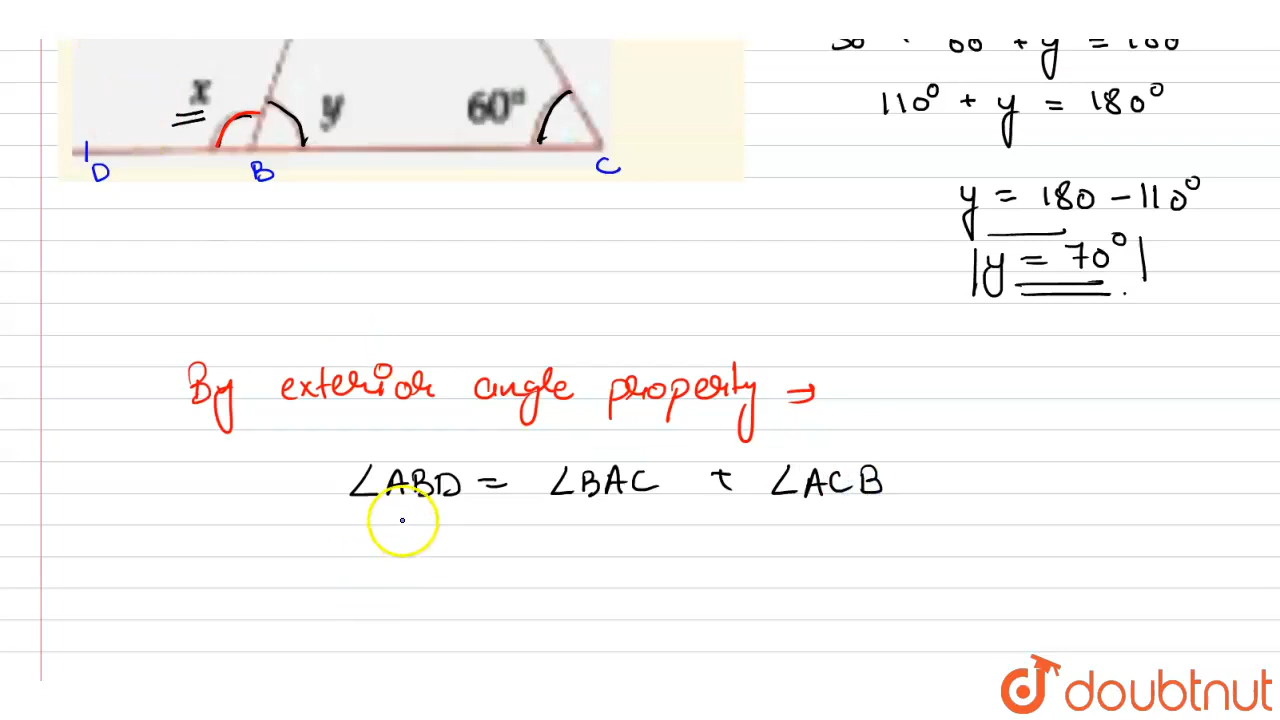 x
y
60°
D
B
C
+ y =
110° + y = 180°
y = 180 - 110°
|y = 70°|
By exterior angle property ⇒
∠ABD = ∠BAC + ∠ACB
doubtnut